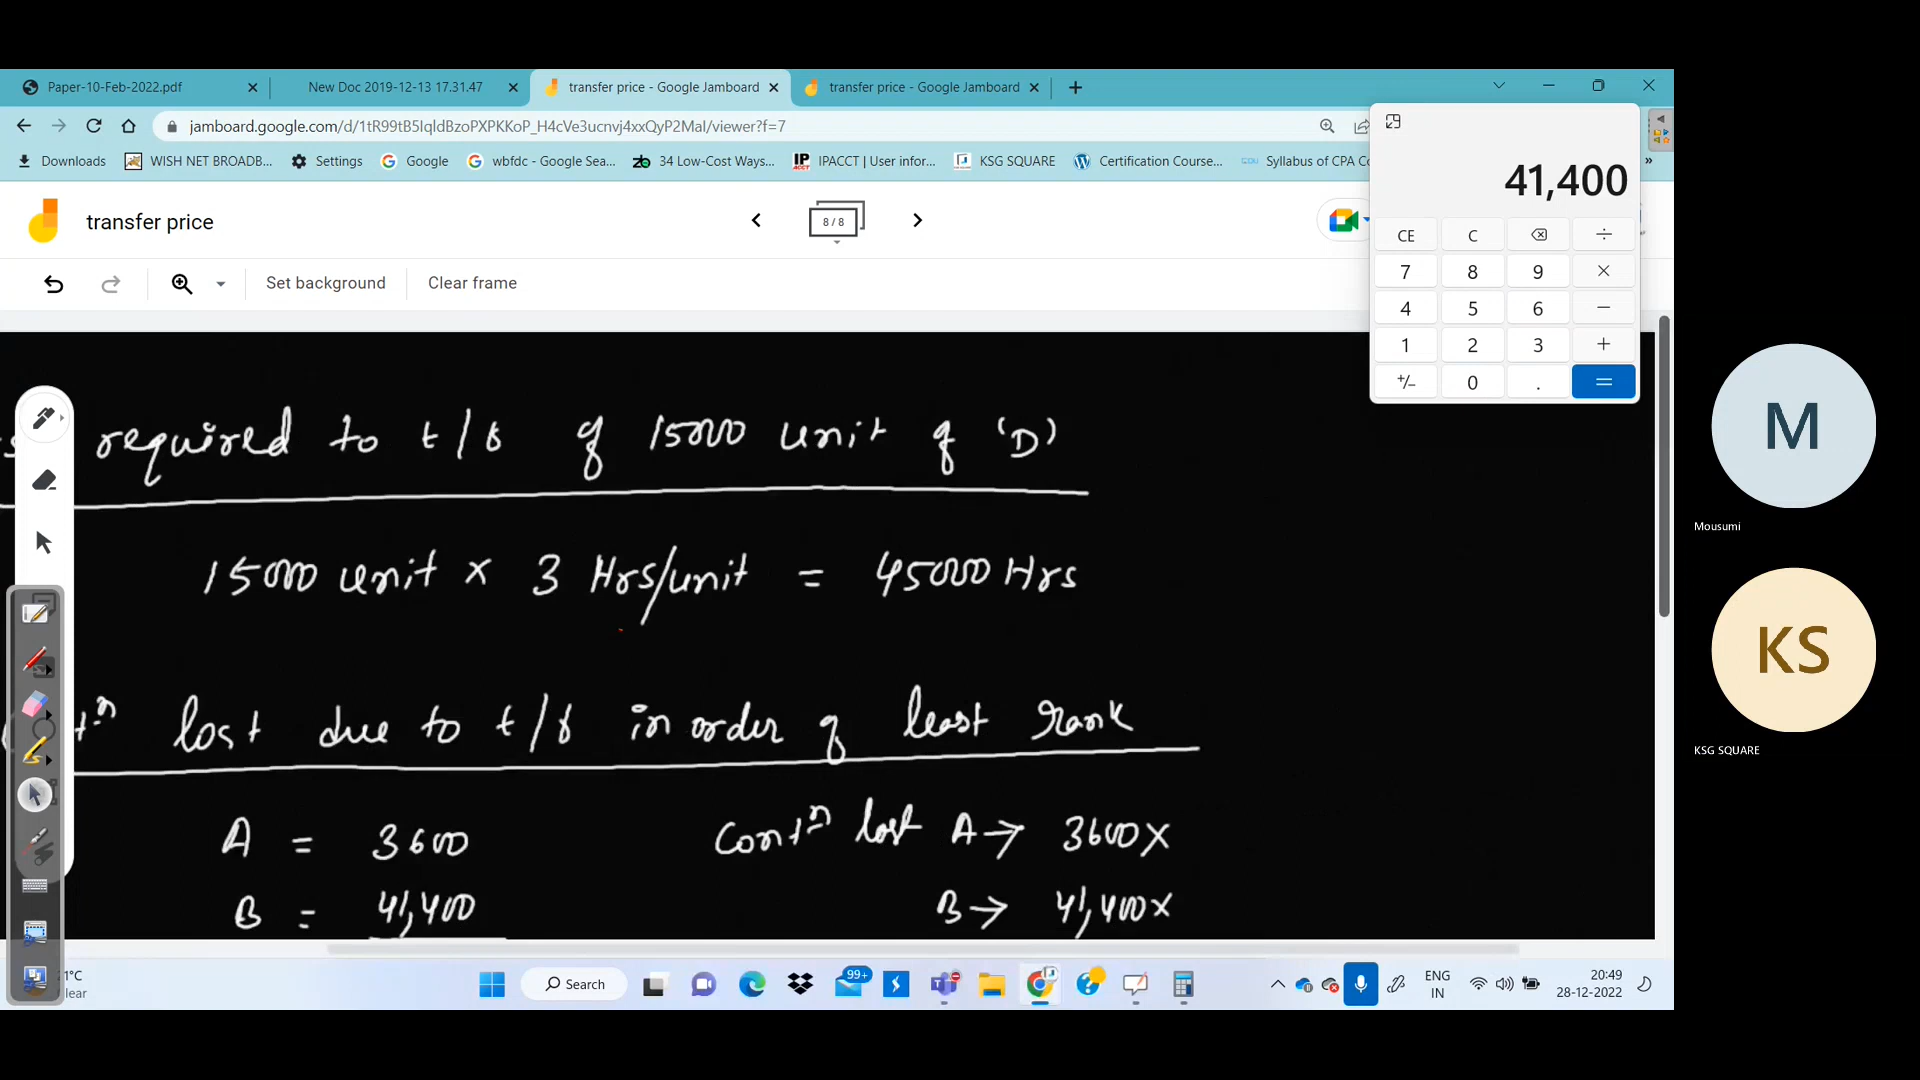 Paper-10-Feb-2022.pdf
New Doc 2019-12-13 17.31.47
transfer price - Google Jamboard
transfer price - Google Jamboard
jamboard.google.com/d/1tR99tB5IqldBzoPXPKKoP_H4cVe3ucnvj4xxQyP2MaI/viewer?f=7
Downloads WISH NET BROADB... Settings Google wbfdc - Google Sea... 34 Low-Cost Ways... IPACCT | User infor... KSG SQUARE Certification Course... Syllabus of CPA Co »
transfer price
8 / 8
Set background Clear frame
41,400
CE C ÷
7 8 9 ×
4 5 6 −
1 2 3 +
+/− 0 . =
s required to t/f of 15000 unit of 'D'
15000 unit x 3 Hrs/unit = 45000 Hrs
tn lost due to t/f in order of least rank
A = 3600 Contn lost A → 3600 x
B = 41,400 B → 41,400 x
M
Mousumi
KS
KSG SQUARE
1°C
lear
Search
99+
ENG
IN
20:49
28-12-2022